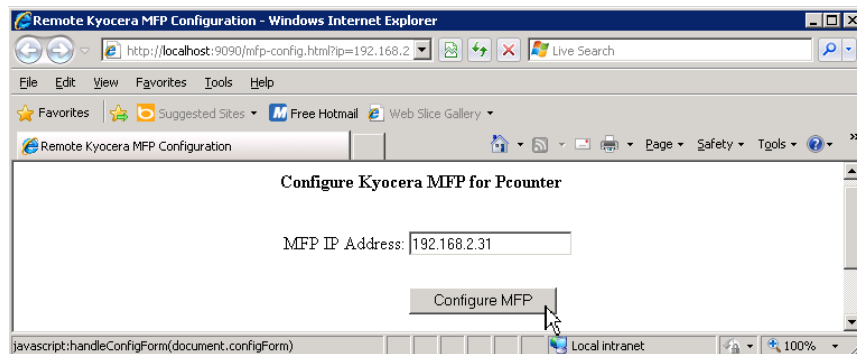 Remote Kyocera MFP Configuration - Windows Internet Explorer
http://localhost:9090/mfp-config.html?ip=192.168.2
Live Search
File Edit View Favorites Tools Help
Favorites Suggested Sites Free Hotmail Web Slice Gallery
Remote Kyocera MFP Configuration Page Safety Tools »
Configure Kyocera MFP for Pcounter
MFP IP Address: 192.168.2.31
Configure MFP
javascript:handleConfigForm(document.configForm) Local intranet 100%